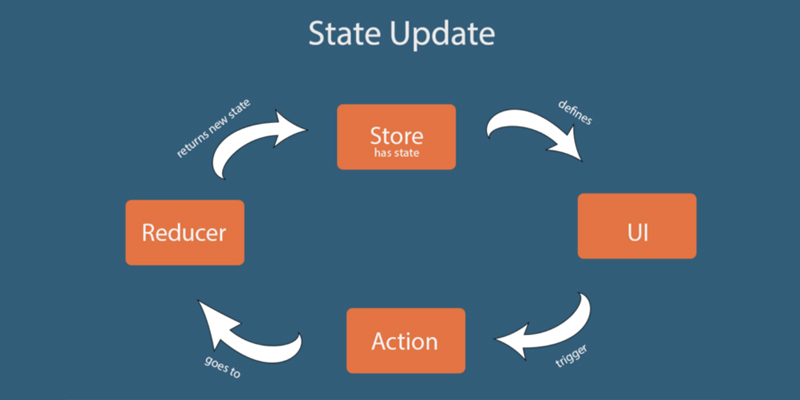 State Update
returns new state
defines
Store
has state
Reducer
UI
Action
goes to
trigger